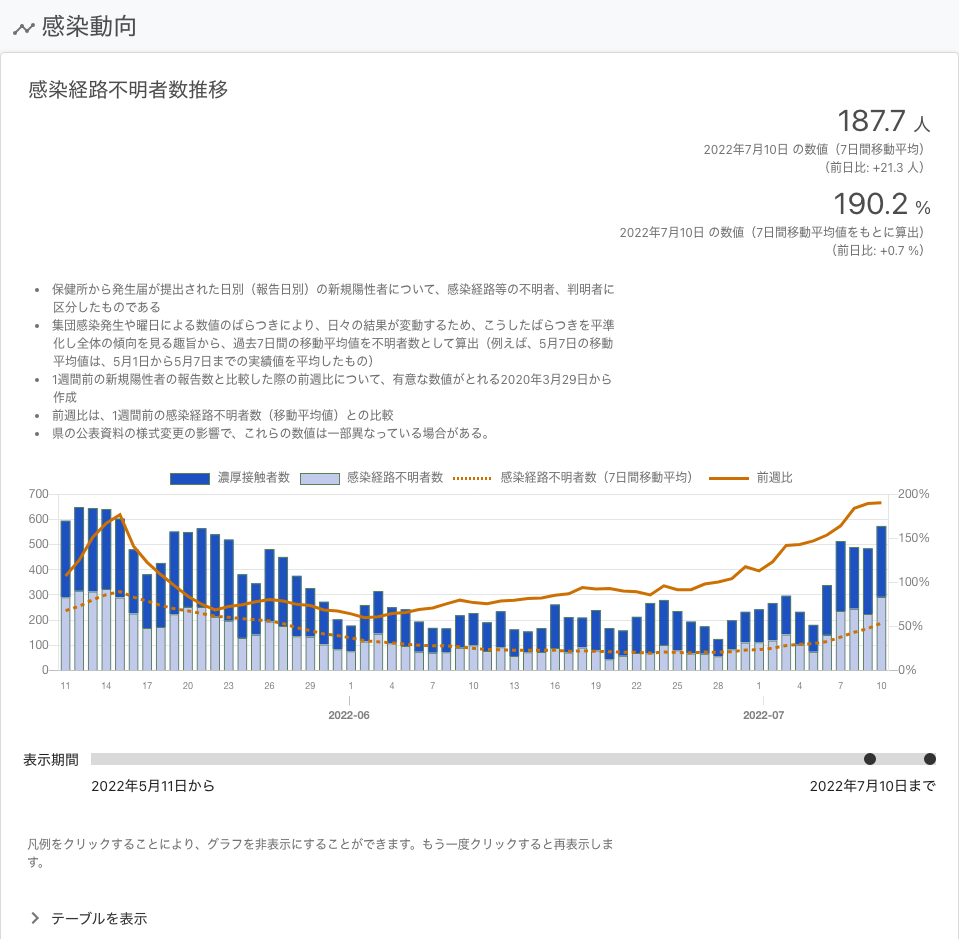 感染動向
感染経路不明者数推移
187.7 人
2022年7月10日 の数値（7日間移動平均）
（前日比: +21.3 人）
190.2 %
2022年7月10日 の数値（7日間移動平均値をもとに算出）
（前日比: +0.7 %）
• 保健所から発生届が提出された日別（報告日別）の新規陽性者について、感染経路等の不明者、判明者に
区分したものである
• 集団感染発生や曜日による数値のばらつきにより、日々の結果が変動するため、こうしたばらつきを平準
化し全体の傾向を見る趣旨から、過去7日間の移動平均値を不明者数として算出（例えば、5月7日の移動
平均値は、5月1日から5月7日までの実績値を平均したもの）
• 1週間前の新規陽性者の報告数と比較した際の前週比について、有意な数値がとれる2020年3月29日から
作成
• 前週比は、1週間前の感染経路不明者数（移動平均値）との比較
• 県の公表資料の様式変更の影響で、これらの数値は一部異なっている場合がある。
濃厚接触者数 感染経路不明者数 感染経路不明者数（7日間移動平均） 前週比
700 200%
600
500 150%
400
300 100%
200 50%
100
0 0%
11 14 17 20 23 26 29 1 4 7 10 13 16 19 22 25 28 1 4 7 10
2022-06 2022-07
表示期間
2022年5月11日から 2022年7月10日まで
凡例をクリックすることにより、グラフを非表示にすることができます。もう一度クリックすると再表示しま
す。
テーブルを表示